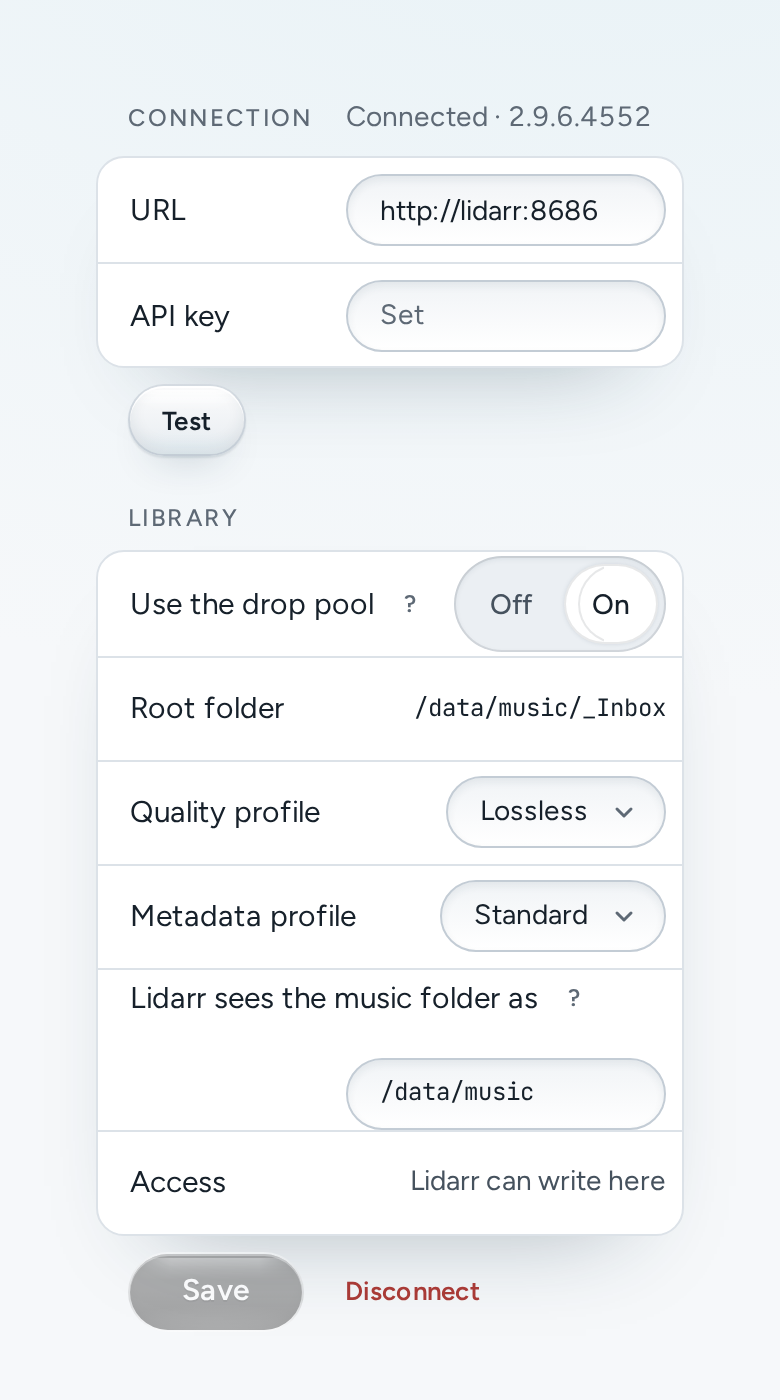 CONNECTION Connected · 2.9.6.4552
URL http://lidarr:8686
API key Set
Test
LIBRARY
Use the drop pool ? Off On
Root folder /data/music/_Inbox
Quality profile Lossless
Metadata profile Standard
Lidarr sees the music folder as ?
/data/music
Access Lidarr can write here
Save Disconnect